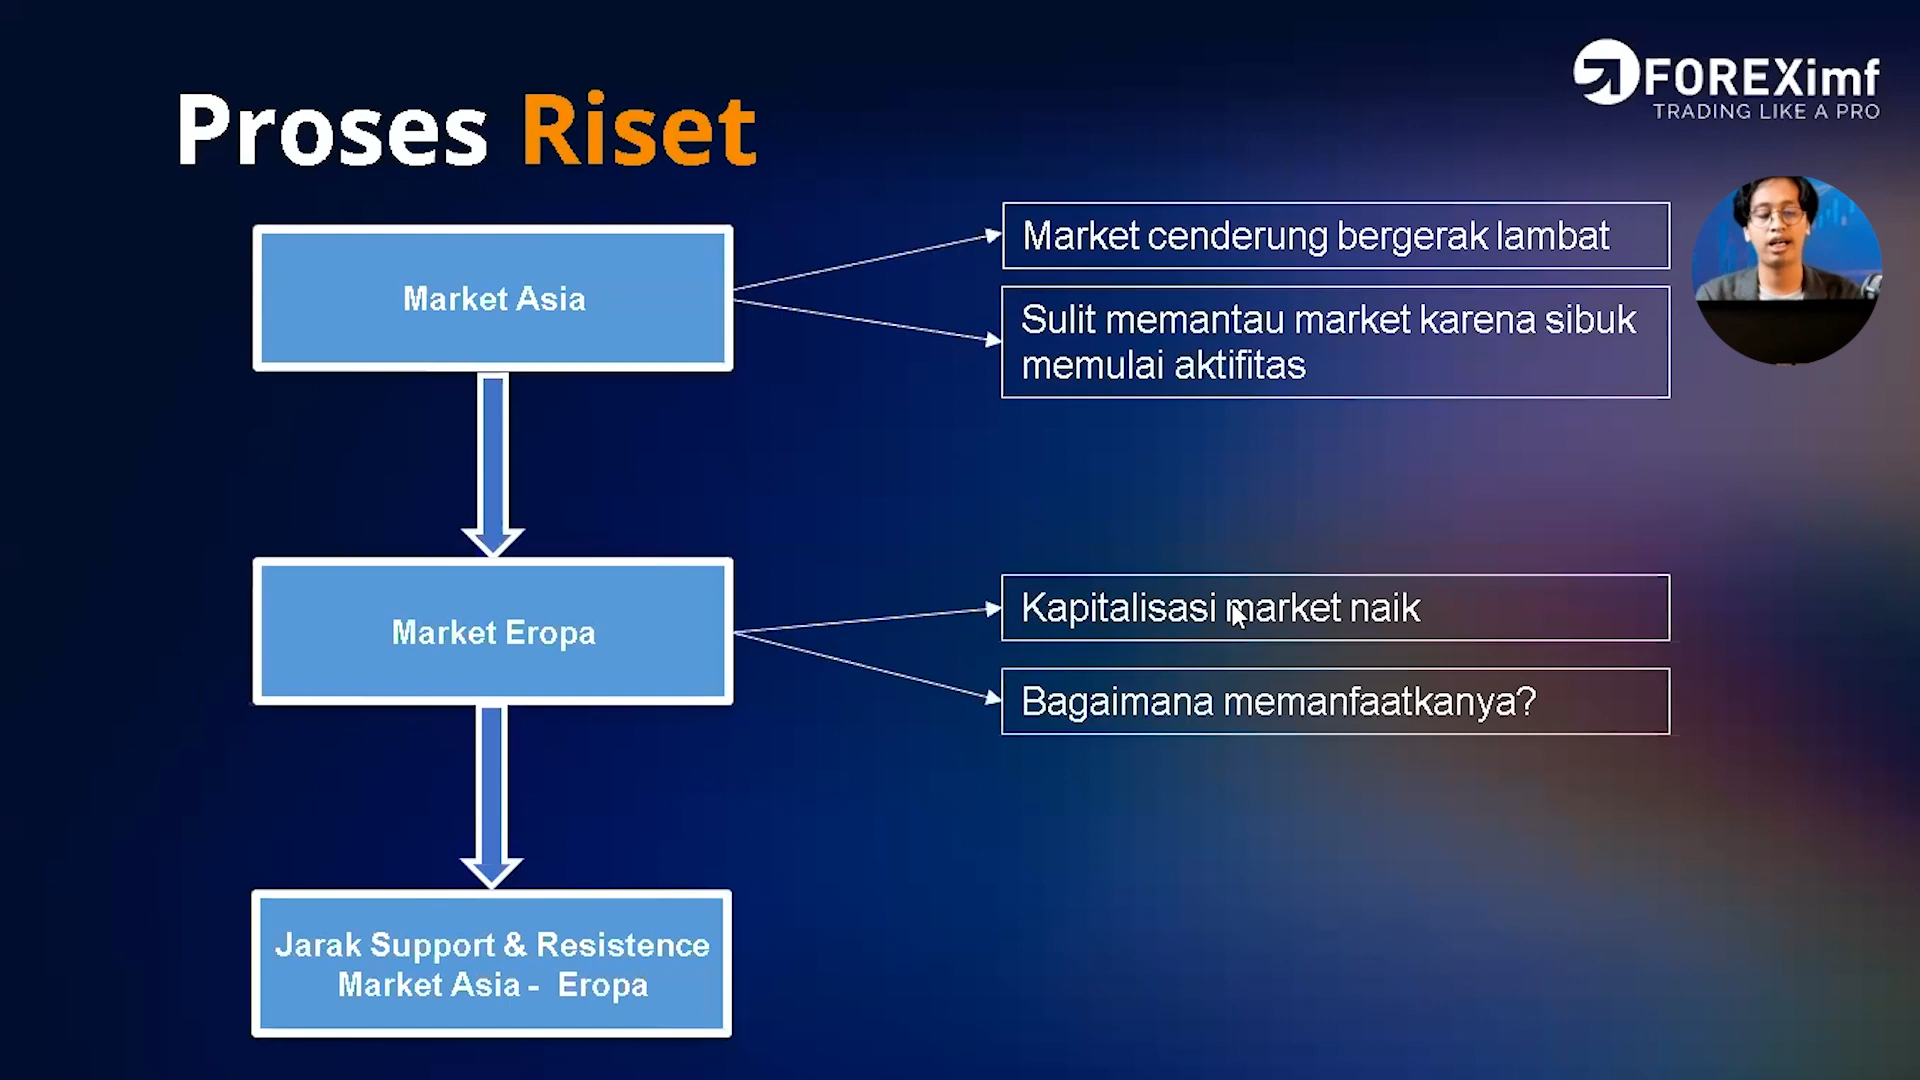 FOREXimf
TRADING LIKE A PRO
Proses Riset
Market Asia
Market cenderung bergerak lambat
Sulit memantau market karena sibuk
memulai aktifitas
Market Eropa
Kapitalisasi market naik
Bagaimana memanfaatkanya?
Jarak Support & Resistence
Market Asia - Eropa